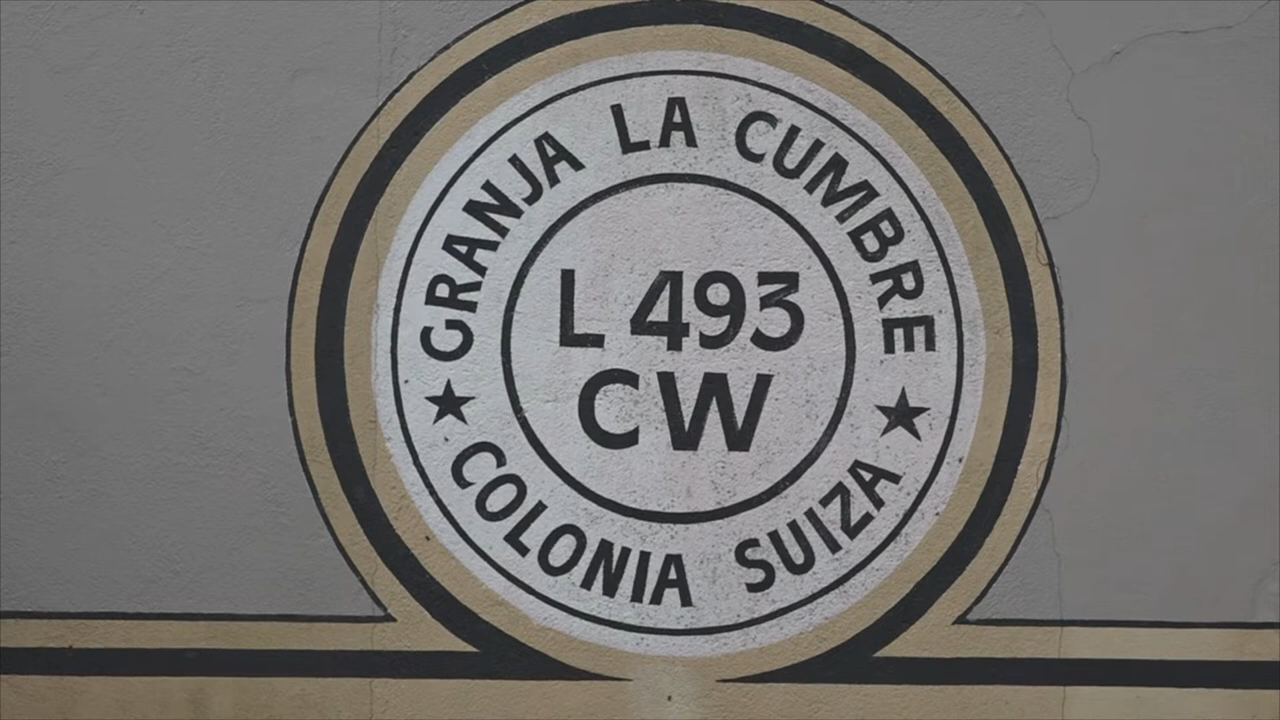 GRANJA LA CUMBRE
L 493
CW
★ COLONIA SUIZA ★